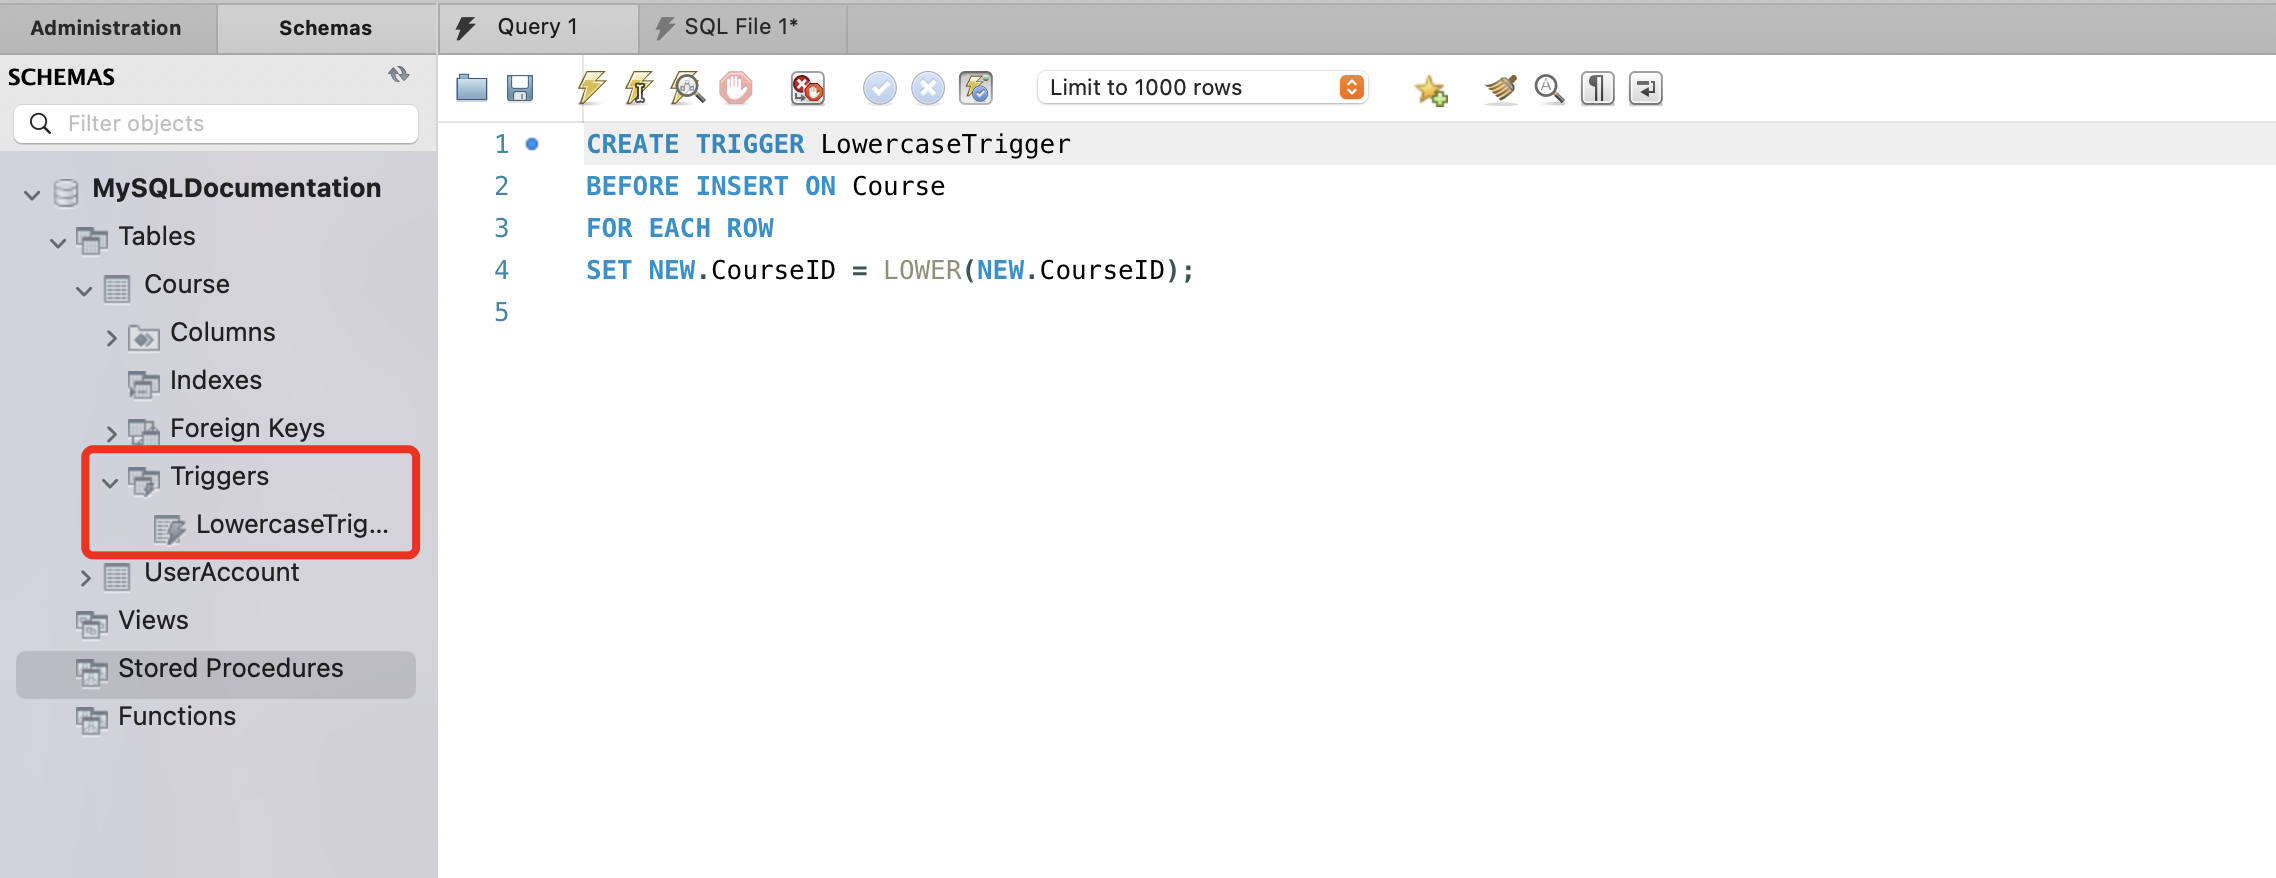 Administration
Schemas
Query 1
SQL File 1*
SCHEMAS
Filter objects
Limit to 1000 rows
MySQLDocumentation
Tables
Course
Columns
Indexes
Foreign Keys
Triggers
LowercaseTrig...
UserAccount
Views
Stored Procedures
Functions
1 CREATE TRIGGER LowercaseTrigger
2 BEFORE INSERT ON Course
3 FOR EACH ROW
4 SET NEW.CourseID = LOWER(NEW.CourseID);
5